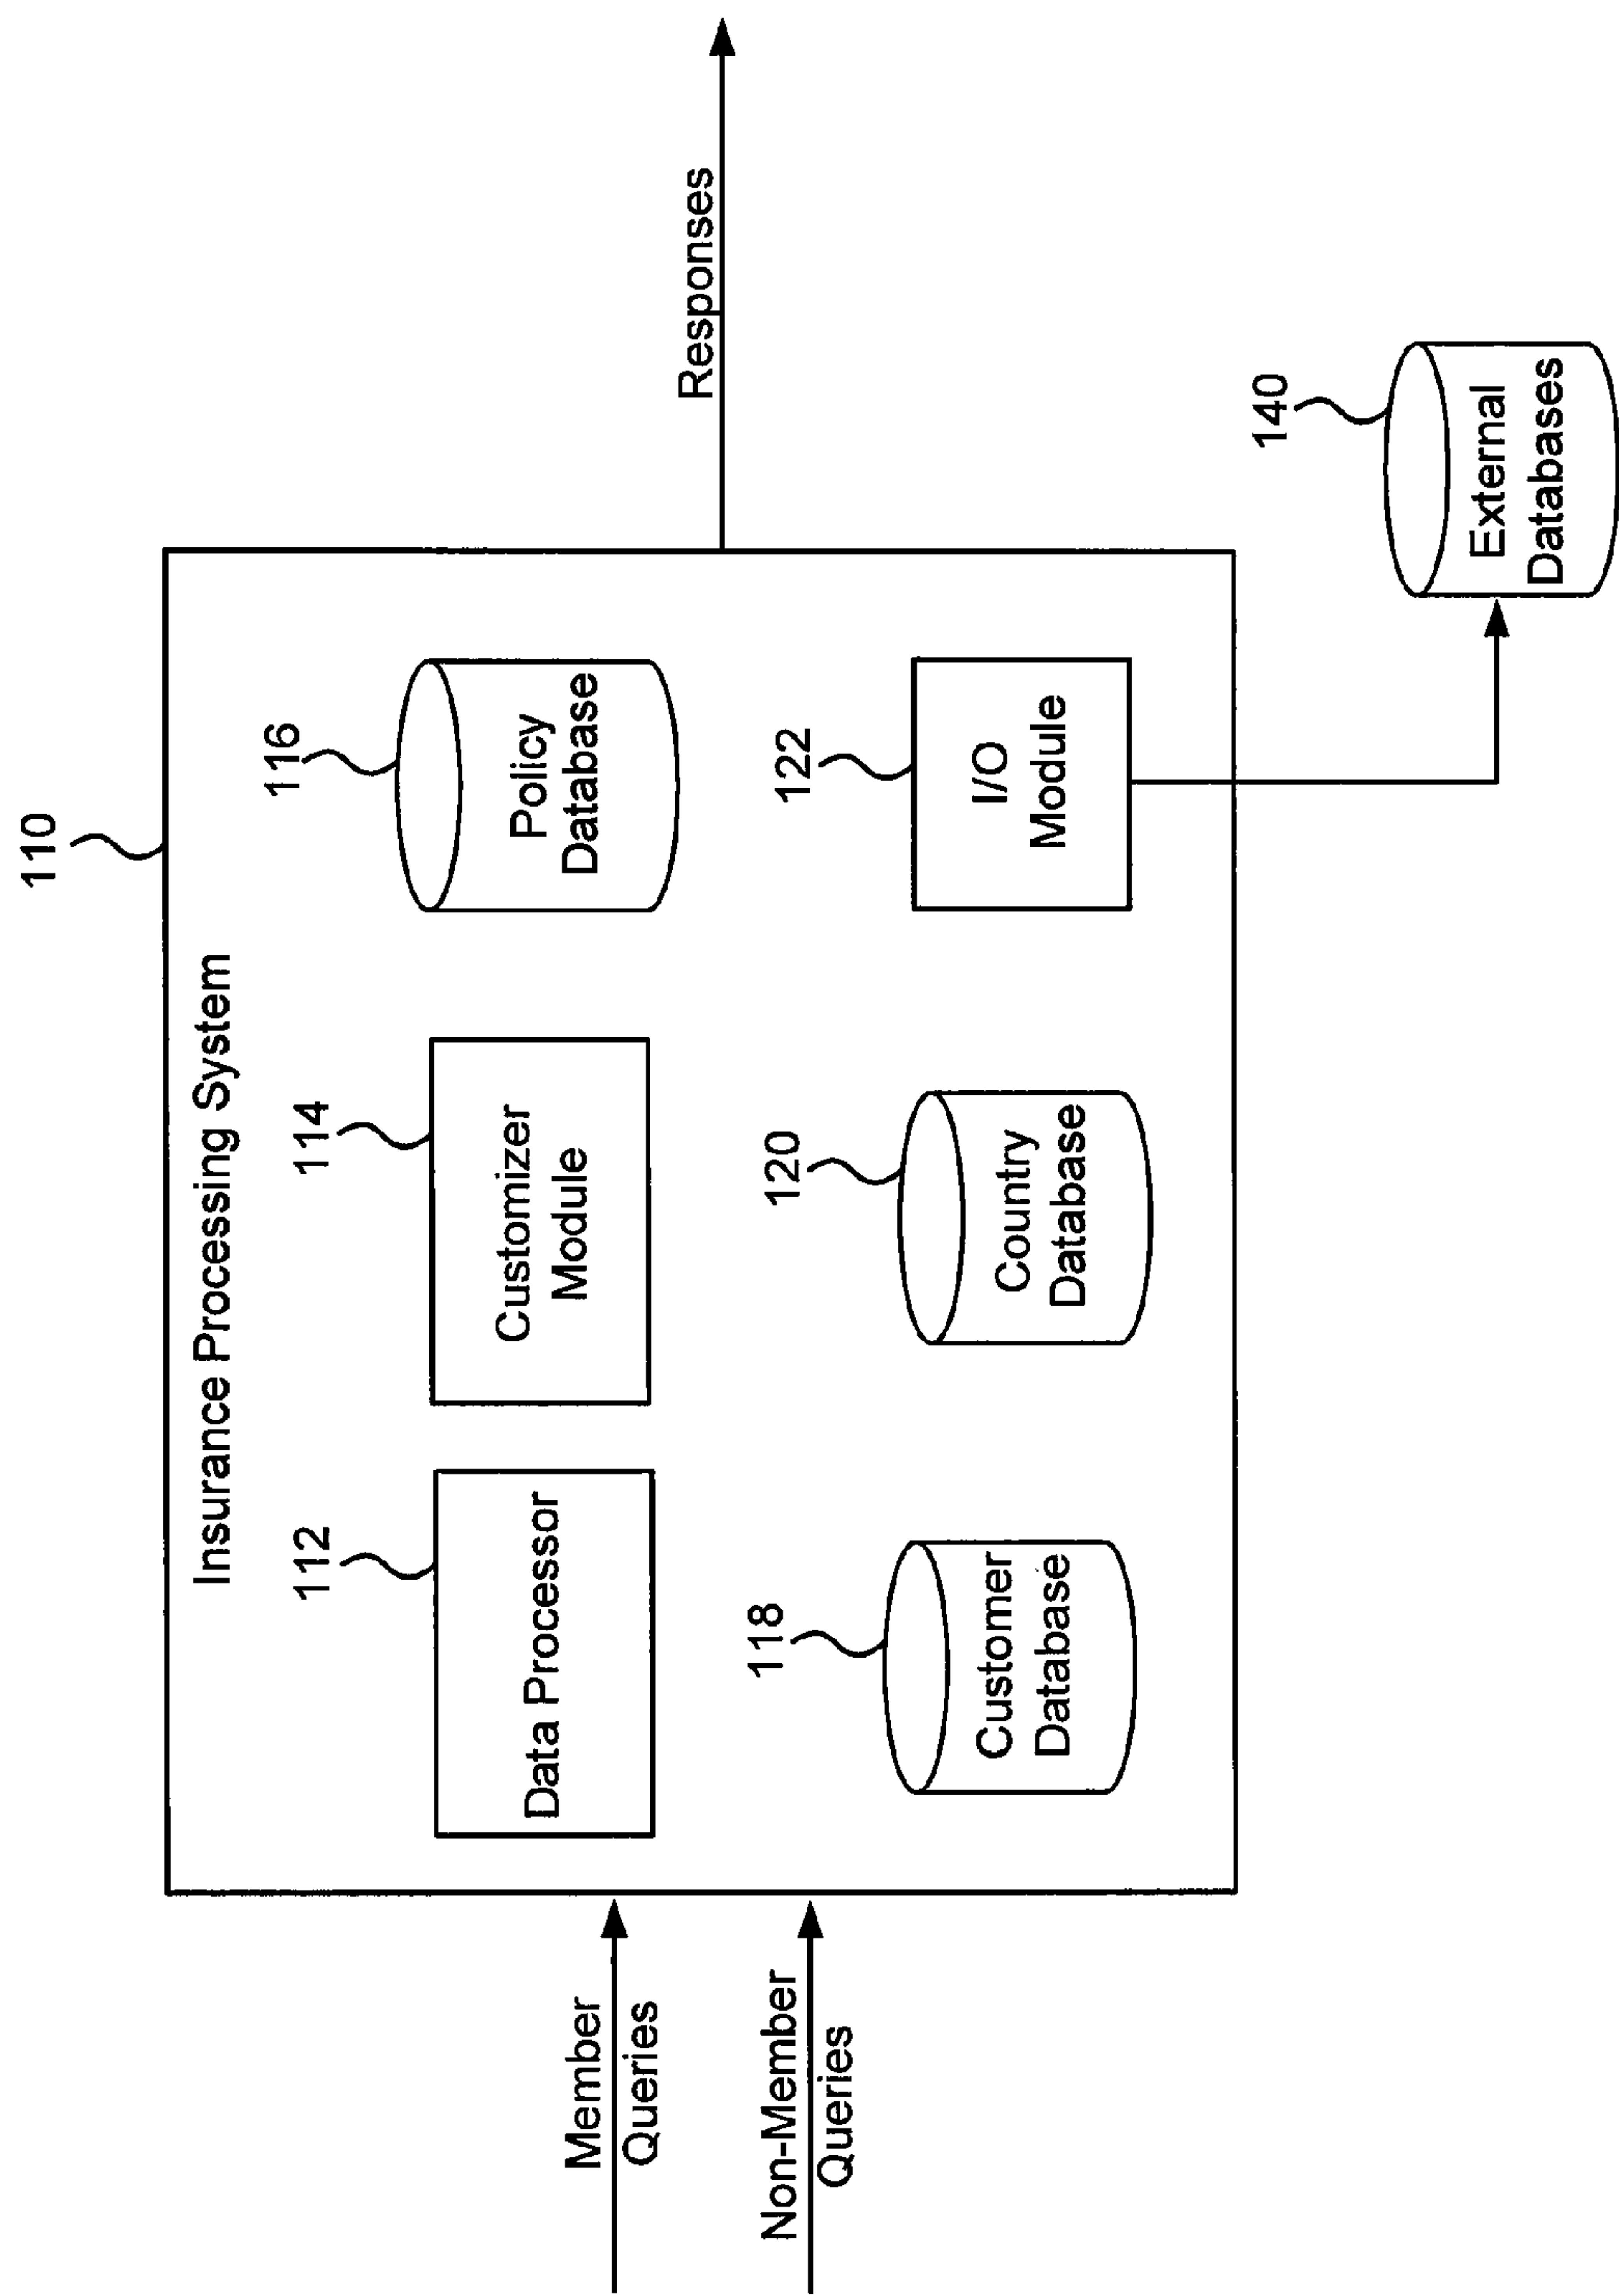 110
Insurance Processing System
112
Data Processor
114
Customizer
Module
116
Policy
Database
Member
Queries
Non-Member
Queries
Responses
118
Customer
Database
120
Country
Database
122
I/O
Module
140
External
Databases